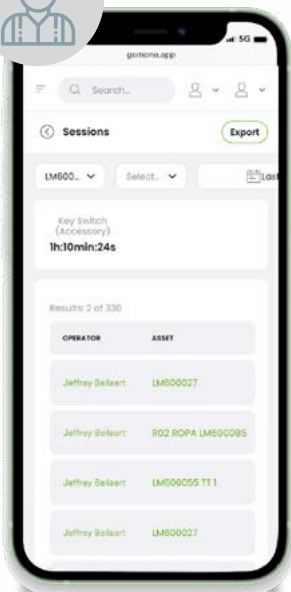 5G
gomona.app
Search...
Sessions
Export
LM600..
Select..
Last
Key Switch
(Accessory)
1h:10min:24s
Results: 2 of 330
OPERATOR ASSET
Jeffrey Bellaert LM600027
Jeffrey Bellaert R02 ROPA LM600085
Jeffrey Bellaert LM600055 TT 1
Jeffrey Bellaert LM600027